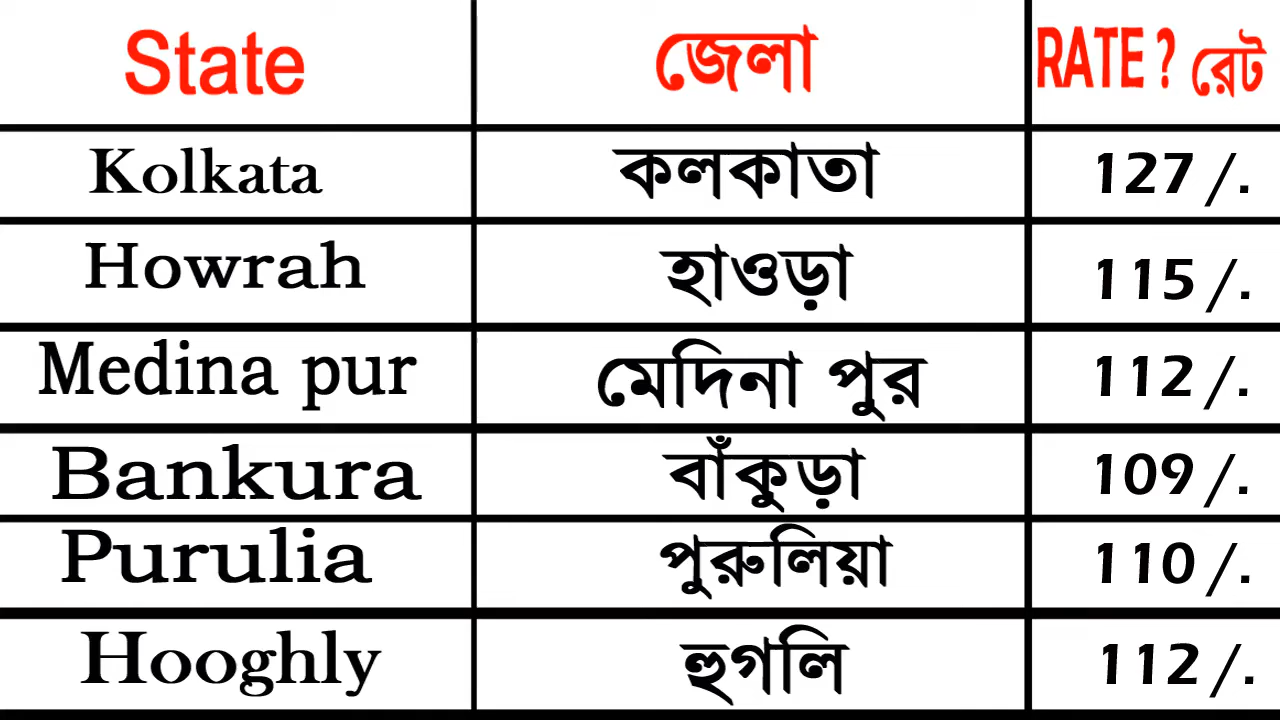 State জেলা RATE ? রেট
Kolkata কলকাতা 127 /.
Howrah হাওড়া 115 /.
Medina pur মেদিনা পুর 112 /.
Bankura বাঁকুড়া 109 /.
Purulia পুরুলিয়া 110 /.
Hooghly হুগলি 112 /.